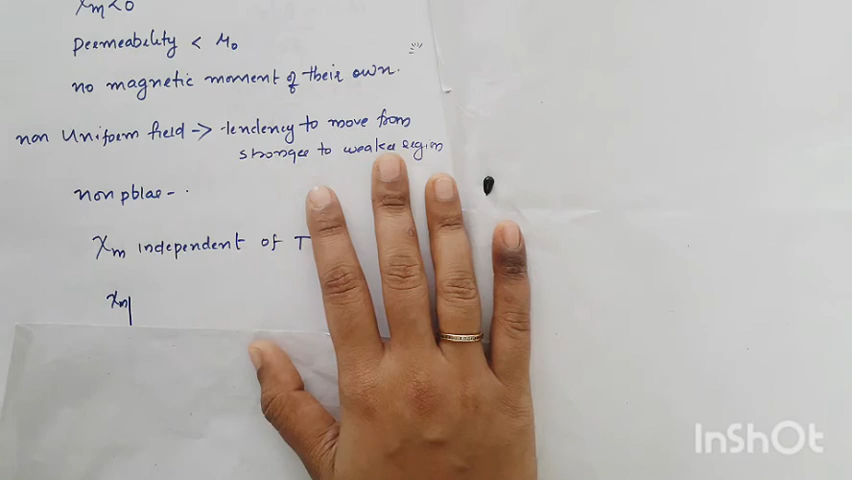 χm < 0
permeability < μ0
no magnetic moment of their own.
non Uniform field -> tendency to move from
stronger to weaker region
non polar - .
χm independent of T
χm
InShOt